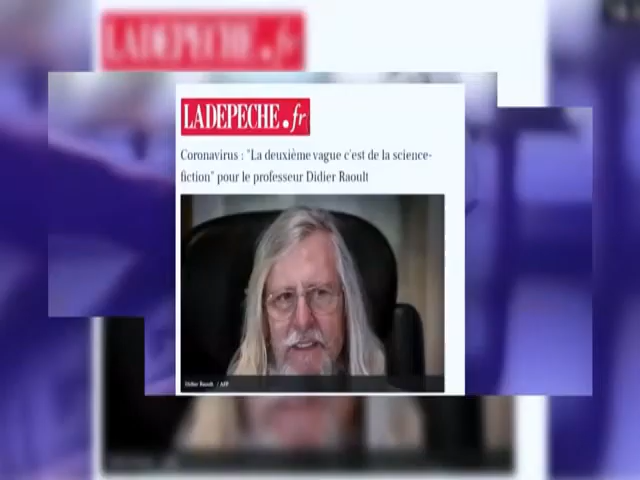 LADEPECHE.fr
LADEPECHE.fr
Coronavirus : "La deuxième vague c'est de la science-
fiction" pour le professeur Didier Raoult
Didier Raoult / AFP